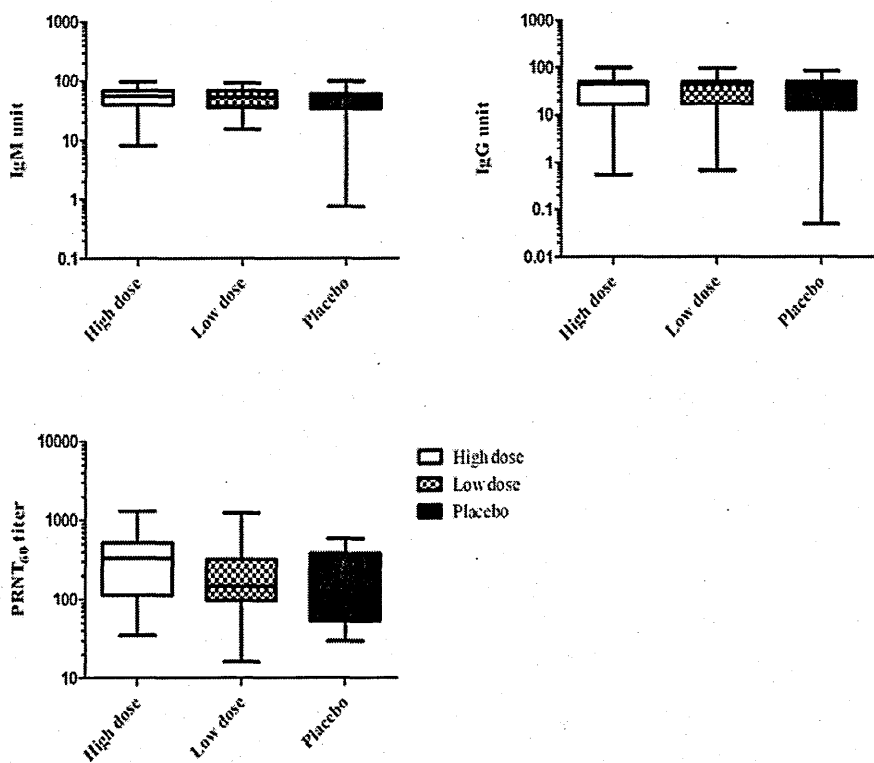 1000
100
10
1
0.1
IgM unit
High dose
Low dose
Placebo
1000
100
10
1
0.1
0.01
IgG unit
High dose
Low dose
Placebo
10000
1000
100
10
PRNT₆₀ titer
High dose
Low dose
Placebo
High dose
Low dose
Placebo